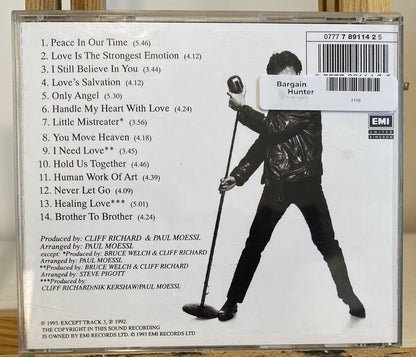 0777 7 89114 2 5
1. Peace In Our Time (5.46)
2. Love Is The Strongest Emotion (4.12)
3. I Still Believe In You (3.44)
4. Love's Salvation (4.12)
5. Only Angel (5.30)
6. Handle My Heart With Love (4.24)
7. Little Mistreater* (3.36)
8. You Move Heaven (4.18)
9. I Need Love** (3.45)
10. Hold Us Together (4.46)
11. Human Work Of Art (4.39)
12. Never Let Go (4.09)
13. Healing Love*** (5.01)
14. Brother To Brother (4.24)
Bargain
Hunter
EMI
Produced by: CLIFF RICHARD & PAUL MOESSL
Arranged by: PAUL MOESSL
except: *Produced by: BRUCE WELCH & CLIFF RICHARD
Arranged by: PAUL MOESSL
**Produced by: BRUCE WELCH & CLIFF RICHARD
Arranged by: STEVE PIGOTT
***Produced by:
CLIFF RICHARD/NIK KERSHAW/PAUL MOESSL
℗ 1993. EXCEPT TRACK 3, ℗ 1992.
THE COPYRIGHT IN THIS SOUND RECORDING
IS OWNED BY EMI RECORDS LTD. © 1993 EMI RECORDS LTD